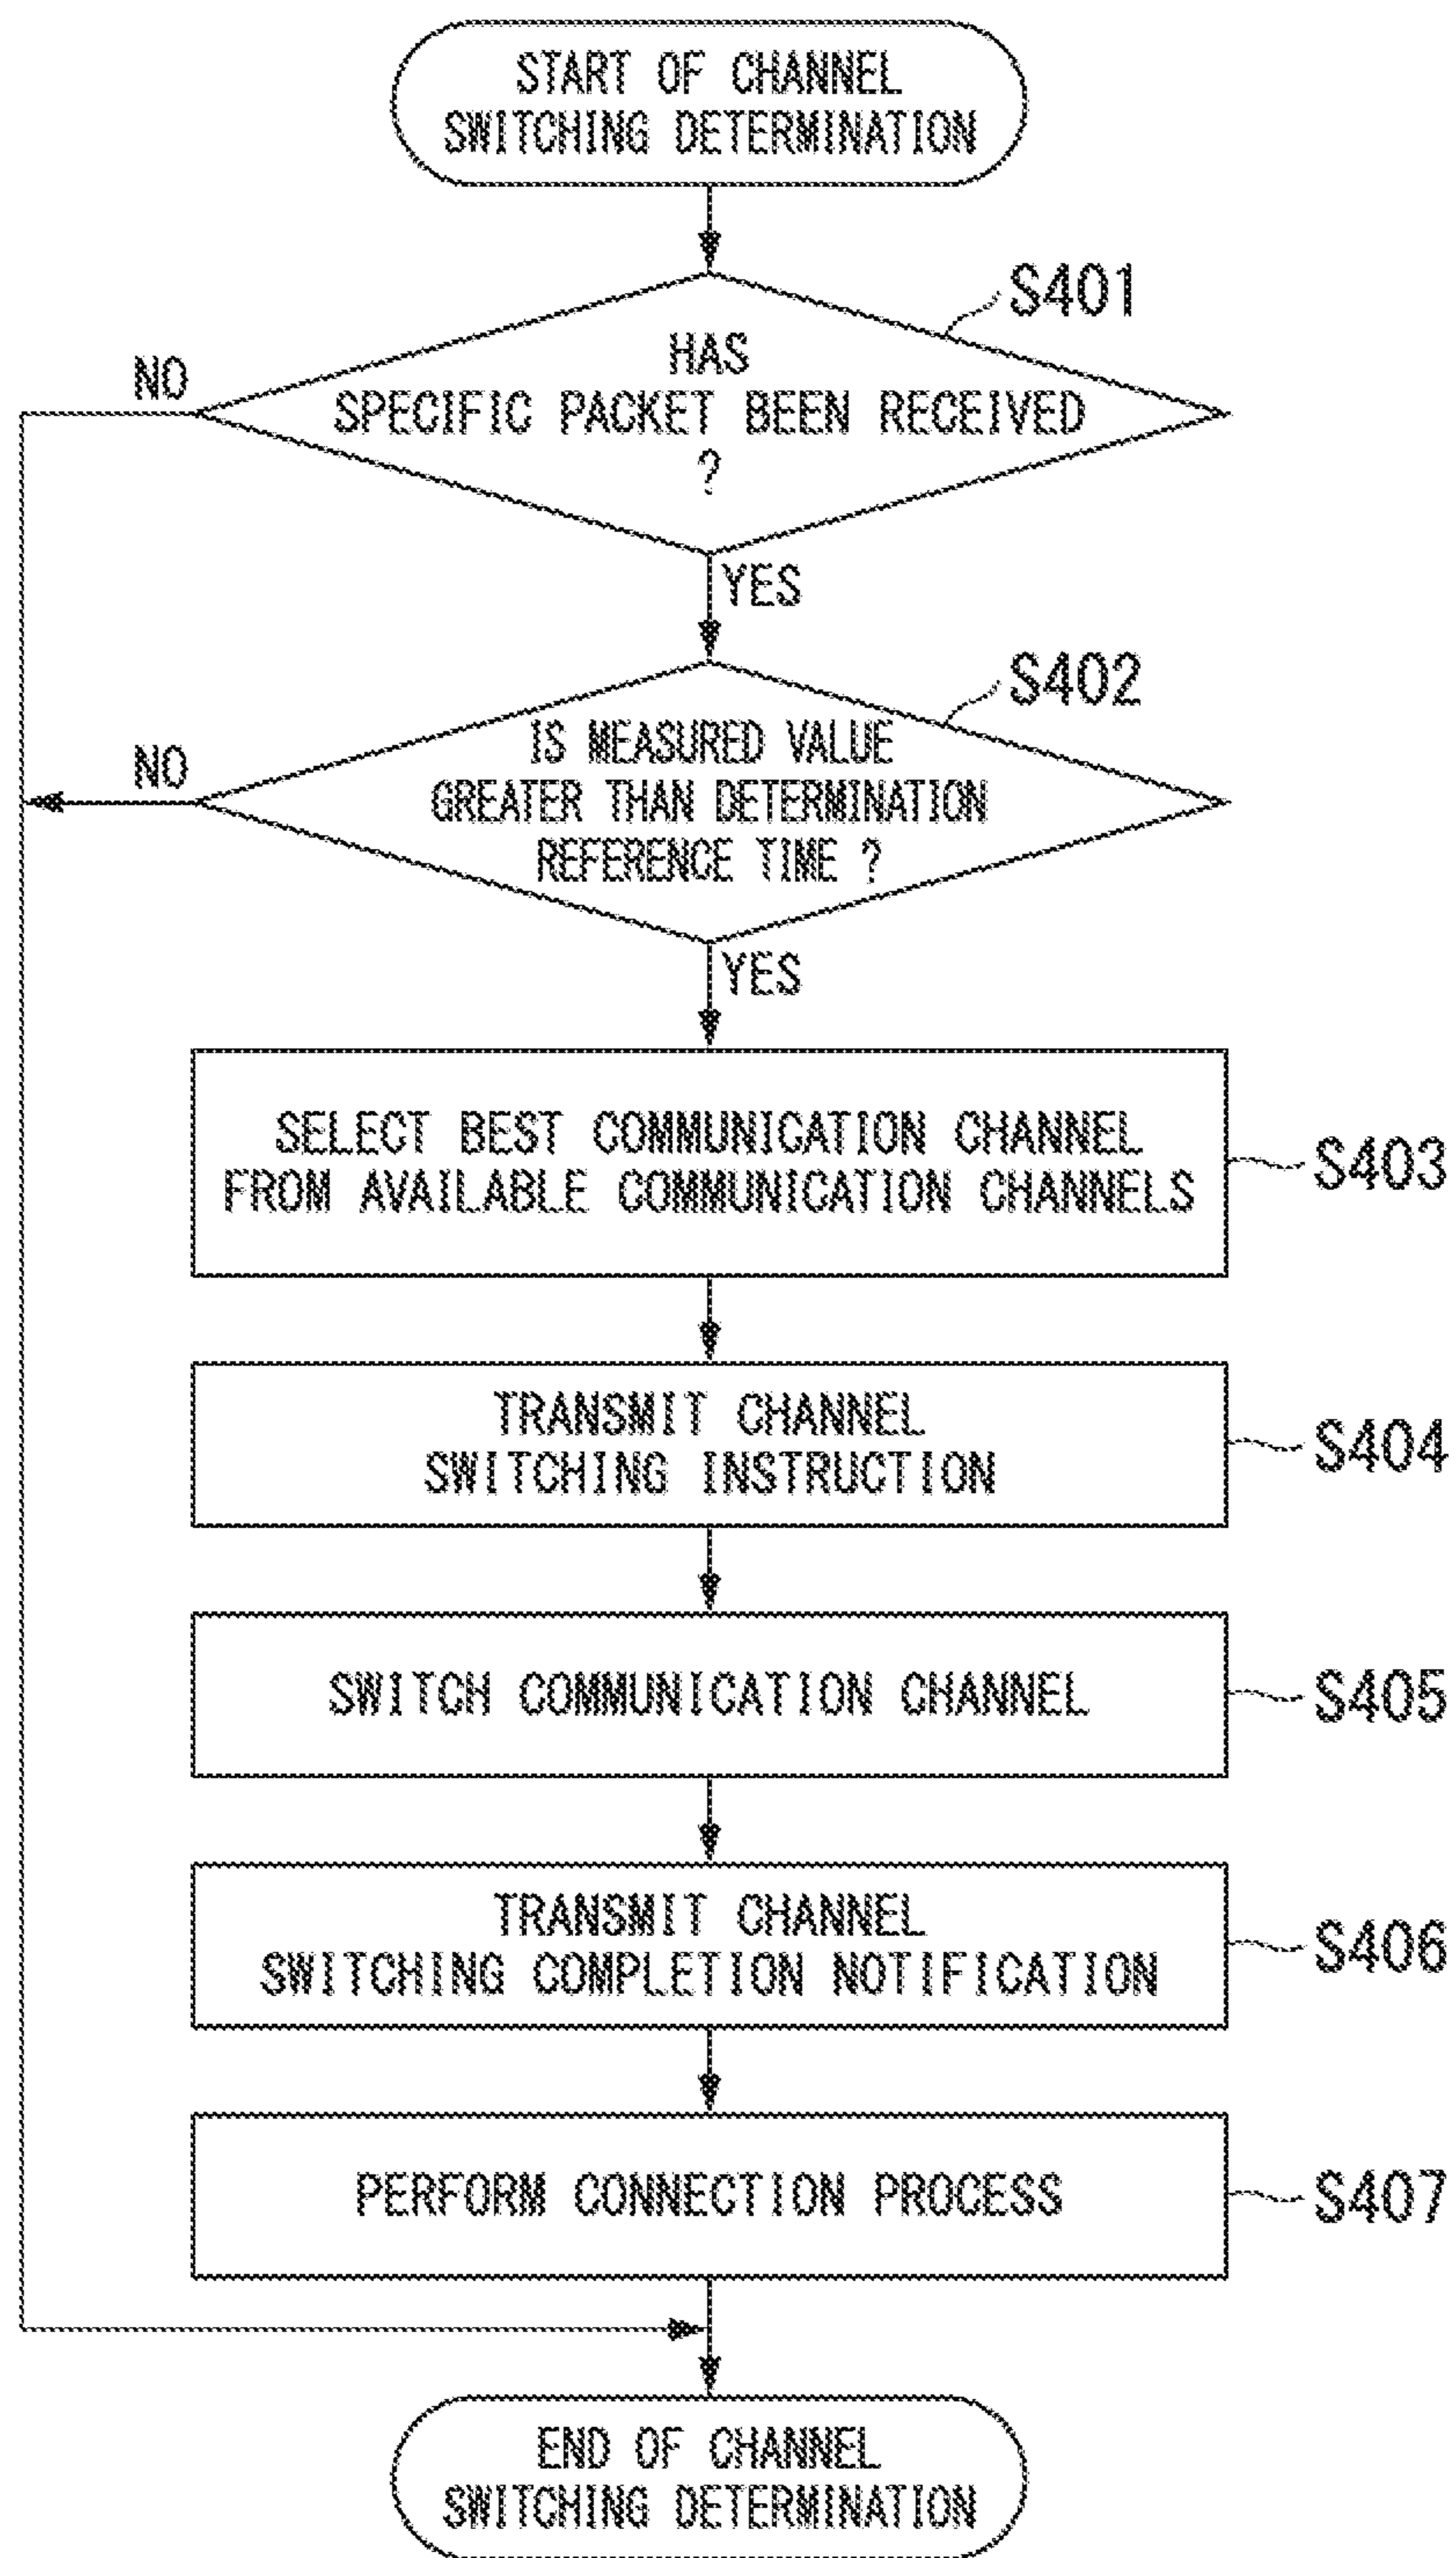 START OF CHANNEL
SWITCHING DETERMINATION
S401
HAS
SPECIFIC PACKET BEEN RECEIVED
?
NO
YES
S402
IS MEASURED VALUE
GREATER THAN DETERMINATION
REFERENCE TIME ?
NO
YES
SELECT BEST COMMUNICATION CHANNEL
FROM AVAILABLE COMMUNICATION CHANNELS
S403
TRANSMIT CHANNEL
SWITCHING INSTRUCTION
S404
SWITCH COMMUNICATION CHANNEL
S405
TRANSMIT CHANNEL
SWITCHING COMPLETION NOTIFICATION
S406
PERFORM CONNECTION PROCESS
S407
END OF CHANNEL
SWITCHING DETERMINATION